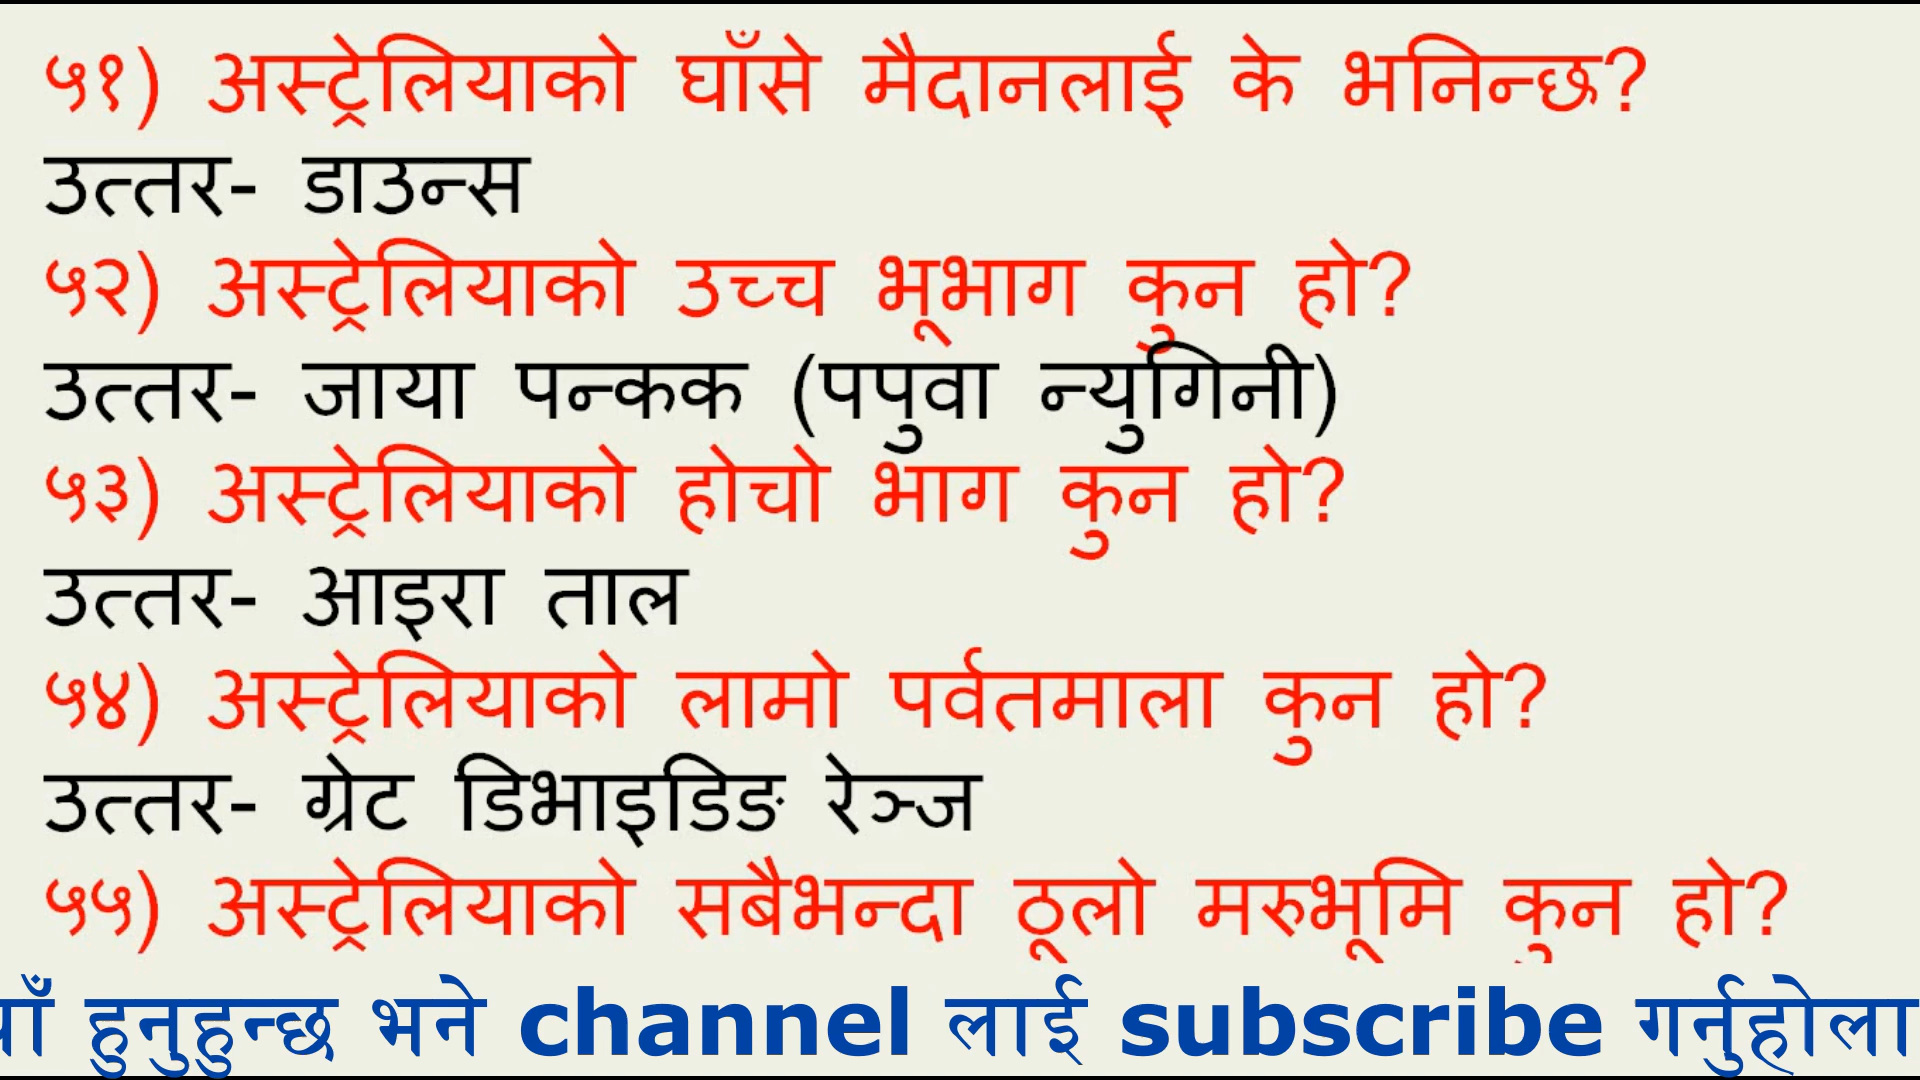 ५१) अस्ट्रेलियाको घाँसे मैदानलाई के भनिन्छ?
उत्तर- डाउन्स
५२) अस्ट्रेलियाको उच्च भूभाग कुन हो?
उत्तर- जाया पन्कक (पपुवा न्युगिनी)
५३) अस्ट्रेलियाको होचो भाग कुन हो?
उत्तर- आइरा ताल
५४) अस्ट्रेलियाको लामो पर्वतमाला कुन हो?
उत्तर- ग्रेट डिभाइडिङ रेञ्ज
५५) अस्ट्रेलियाको सबैभन्दा ठूलो मरुभूमि कुन हो?
हुनुहुन्छ भने channel लाई subscribe गर्नुहोला